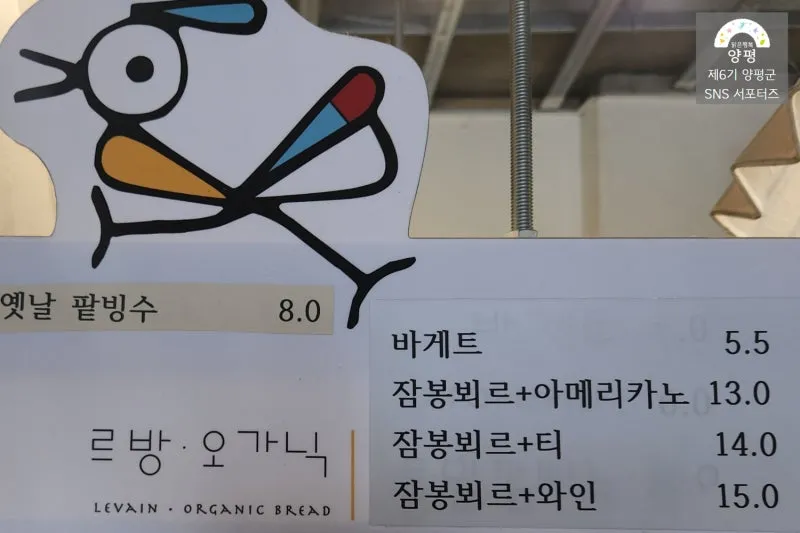 맑은행복
양평
제6기 양평군
SNS 서포터즈
옛날 팥빙수 8.0
바게트 5.5
잠봉뵈르+아메리카노 13.0
잠봉뵈르+티 14.0
잠봉뵈르+와인 15.0
르방·오가닉
LEVAIN · ORGANIC BREAD